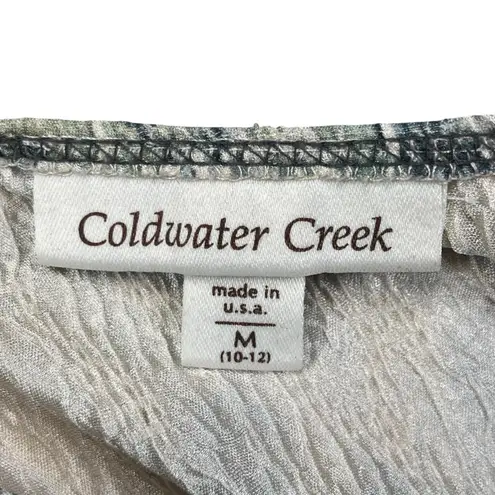 Coldwater Creek
made in
u.s.a.
M
(10-12)